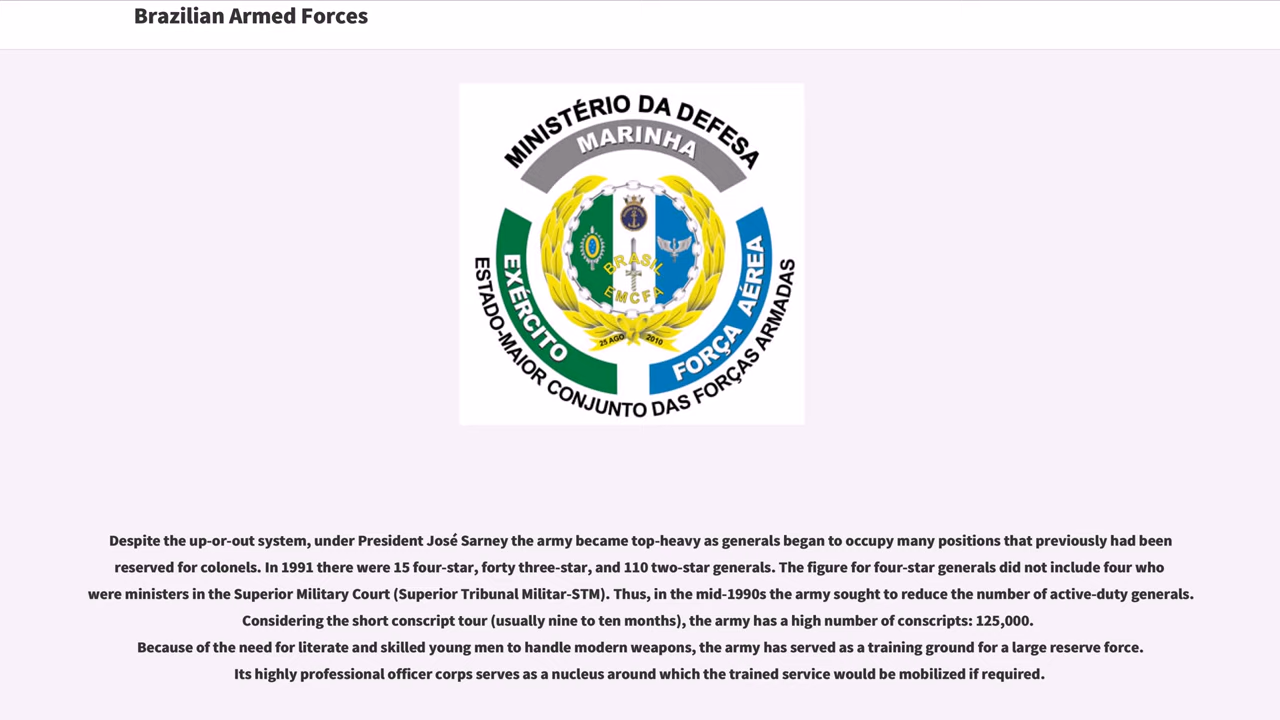 Brazilian Armed Forces
MINISTÉRIO DA DEFESA
MARINHA
EXÉRCITO
FORÇA AÉREA
BRASIL
EMCFA
25 AGO 2010
ESTADO-MAIOR CONJUNTO DAS FORÇAS ARMADAS
Despite the up-or-out system, under President José Sarney the army became top-heavy as generals began to occupy many positions that previously had been
reserved for colonels. In 1991 there were 15 four-star, forty three-star, and 110 two-star generals. The figure for four-star generals did not include four who
were ministers in the Superior Military Court (Superior Tribunal Militar-STM). Thus, in the mid-1990s the army sought to reduce the number of active-duty generals.
Considering the short conscript tour (usually nine to ten months), the army has a high number of conscripts: 125,000.
Because of the need for literate and skilled young men to handle modern weapons, the army has served as a training ground for a large reserve force.
Its highly professional officer corps serves as a nucleus around which the trained service would be mobilized if required.